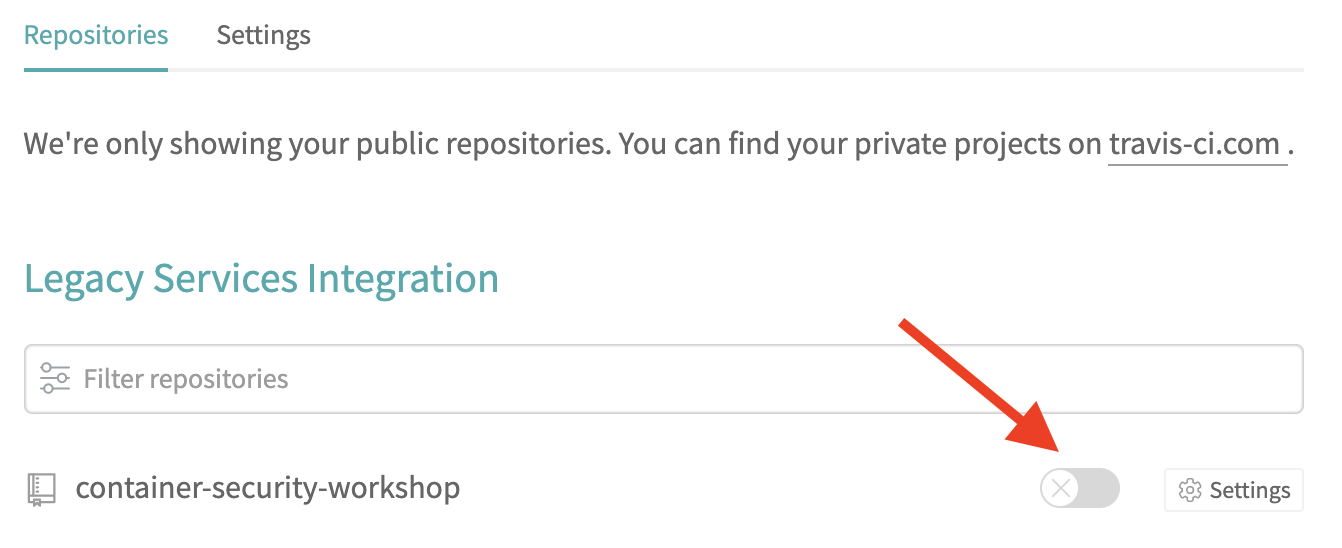 Repositories Settings
We're only showing your public repositories. You can find your private projects on travis-ci.com .
Legacy Services Integration
Filter repositories
container-security-workshop Settings